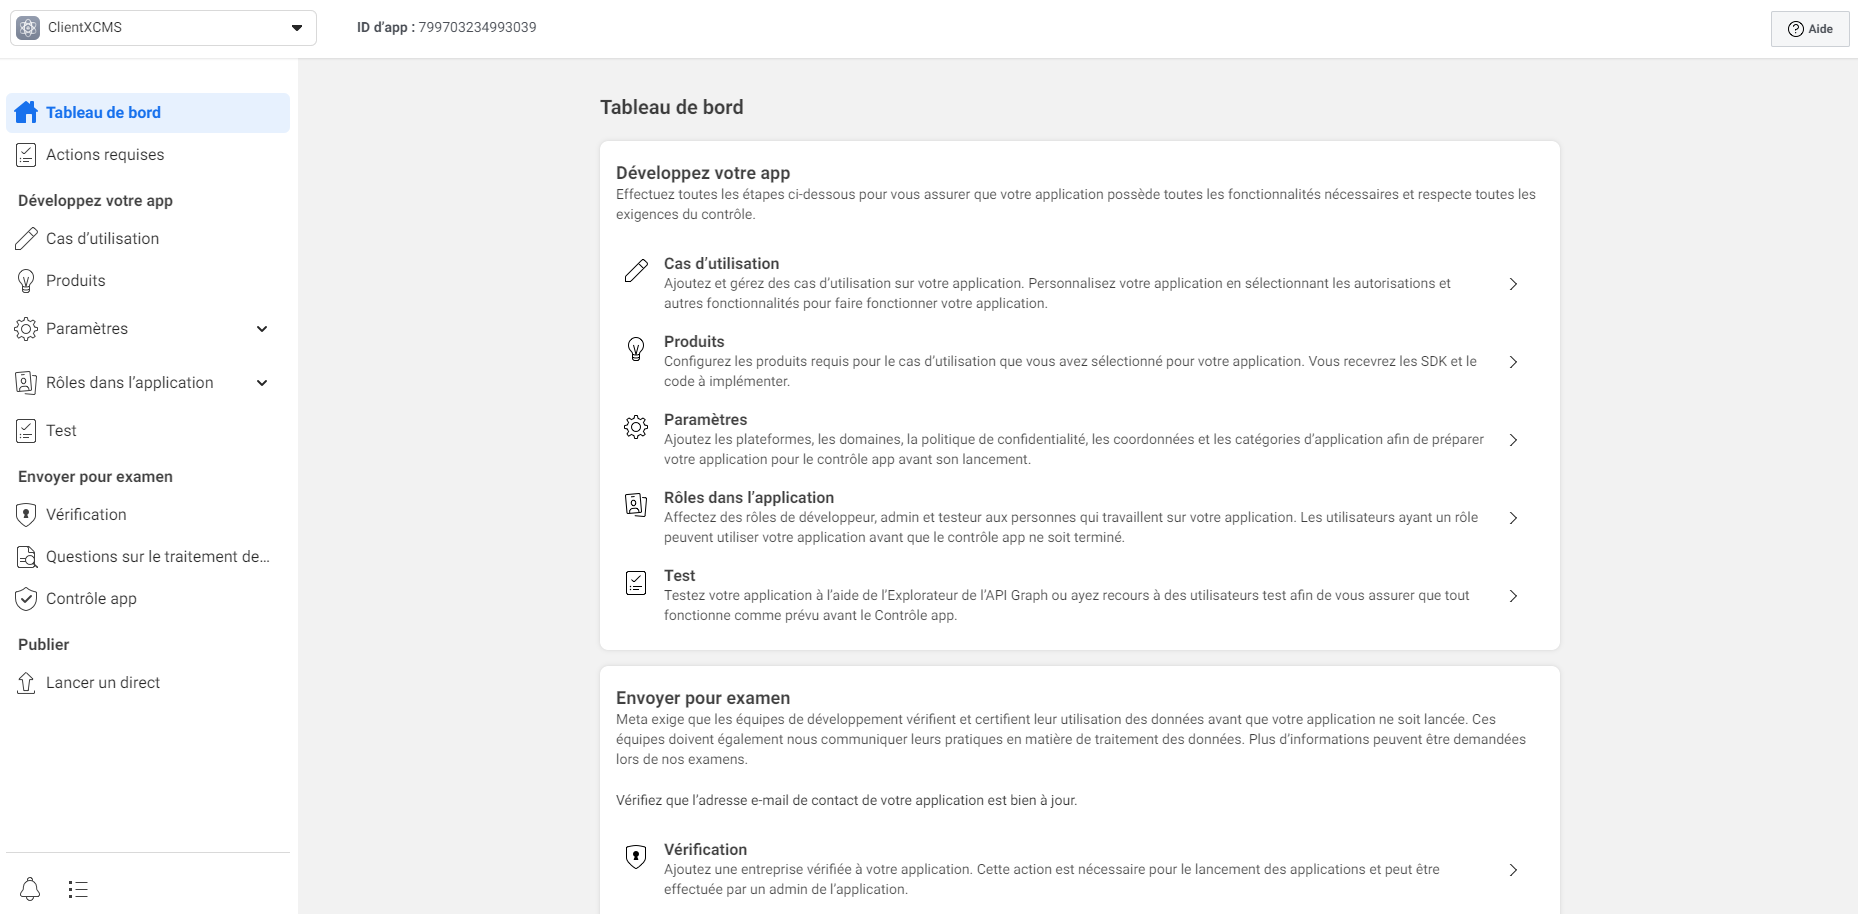 ClientXCMS
ID d’app : 799703234993039
Aide
Tableau de bord
Actions requises
Développez votre app
Cas d’utilisation
Produits
Paramètres
Rôles dans l’application
Test
Envoyer pour examen
Vérification
Questions sur le traitement de...
Contrôle app
Publier
Lancer un direct
Tableau de bord
Développez votre app
Effectuez toutes les étapes ci-dessous pour vous assurer que votre application possède toutes les fonctionnalités nécessaires et respecte toutes les
exigences du contrôle.
Cas d’utilisation
Ajoutez et gérez des cas d’utilisation sur votre application. Personnalisez votre application en sélectionnant les autorisations et
autres fonctionnalités pour faire fonctionner votre application.
Produits
Configurez les produits requis pour le cas d’utilisation que vous avez sélectionné pour votre application. Vous recevrez les SDK et le
code à implémenter.
Paramètres
Ajoutez les plateformes, les domaines, la politique de confidentialité, les coordonnées et les catégories d’application afin de préparer
votre application pour le contrôle app avant son lancement.
Rôles dans l’application
Affectez des rôles de développeur, admin et testeur aux personnes qui travaillent sur votre application. Les utilisateurs ayant un rôle
peuvent utiliser votre application avant que le contrôle app ne soit terminé.
Test
Testez votre application à l’aide de l’Explorateur de l’API Graph ou ayez recours à des utilisateurs test afin de vous assurer que tout
fonctionne comme prévu avant le Contrôle app.
Envoyer pour examen
Meta exige que les équipes de développement vérifient et certifient leur utilisation des données avant que votre application ne soit lancée. Ces
équipes doivent également nous communiquer leurs pratiques en matière de traitement des données. Plus d’informations peuvent être demandées
lors de nos examens.
Vérifiez que l’adresse e-mail de contact de votre application est bien à jour.
Vérification
Ajoutez une entreprise vérifiée à votre application. Cette action est nécessaire pour le lancement des applications et peut être
effectuée par un admin de l’application.